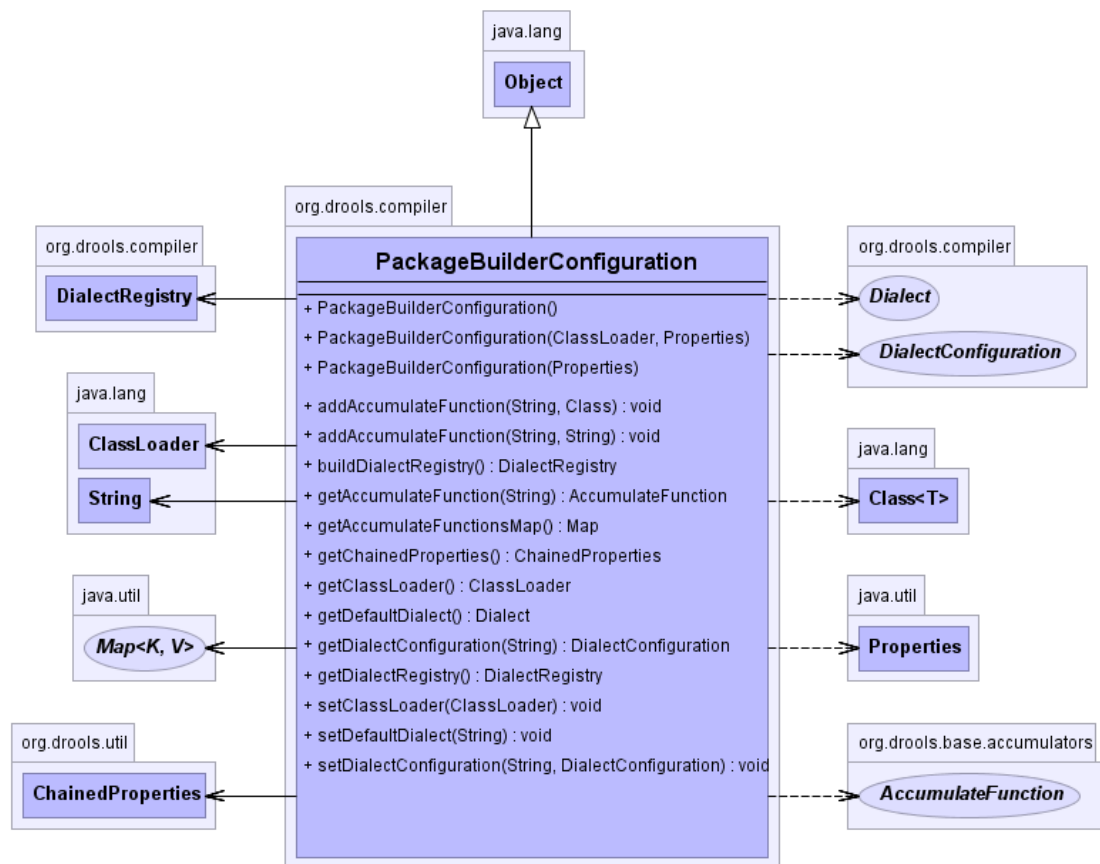 java.lang
Object
org.drools.compiler
PackageBuilderConfiguration
+ PackageBuilderConfiguration()
+ PackageBuilderConfiguration(ClassLoader, Properties)
+ PackageBuilderConfiguration(Properties)
+ addAccumulateFunction(String, Class) : void
+ addAccumulateFunction(String, String) : void
+ buildDialectRegistry() : DialectRegistry
+ getAccumulateFunction(String) : AccumulateFunction
+ getAccumulateFunctionsMap() : Map
+ getChainedProperties() : ChainedProperties
+ getClassLoader() : ClassLoader
+ getDefaultDialect() : Dialect
+ getDialectConfiguration(String) : DialectConfiguration
+ getDialectRegistry() : DialectRegistry
+ setClassLoader(ClassLoader) : void
+ setDefaultDialect(String) : void
+ setDialectConfiguration(String, DialectConfiguration) : void
org.drools.compiler
DialectRegistry
java.lang
ClassLoader
String
java.util
Map<K, V>
org.drools.util
ChainedProperties
org.drools.compiler
Dialect
DialectConfiguration
java.lang
Class<T>
java.util
Properties
org.drools.base.accumulators
AccumulateFunction